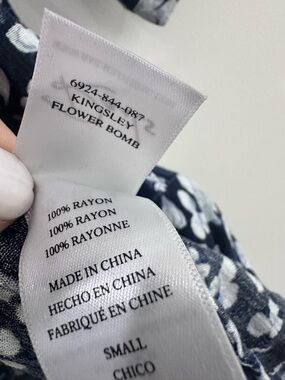 6924-844-087
KINGSLEY
FLOWER BOMB
100% RAYON
100% RAYON
100% RAYONNE
MADE IN CHINA
HECHO EN CHINA
FABRIQUÉ EN CHINE
SMALL
CHICO